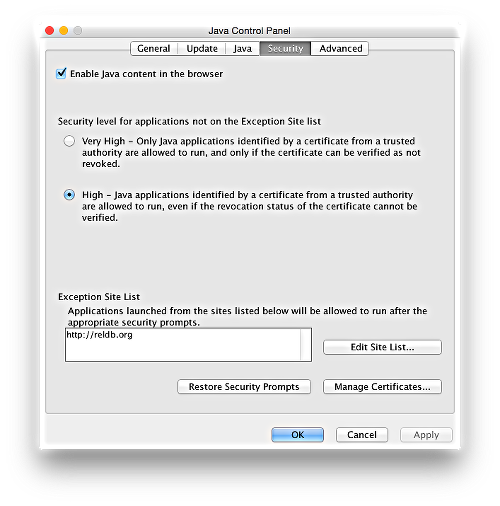 Java Control Panel
General Update Java Security Advanced
Enable Java content in the browser
Security level for applications not on the Exception Site list
Very High - Only Java applications identified by a certificate from a trusted
authority are allowed to run, and only if the certificate can be verified as not
revoked.
High - Java applications identified by a certificate from a trusted authority
are allowed to run, even if the revocation status of the certificate cannot be
verified.
Exception Site List
Applications launched from the sites listed below will be allowed to run after the
appropriate security prompts.
http://reldb.org
Edit Site List...
Restore Security Prompts Manage Certificates...
OK Cancel Apply